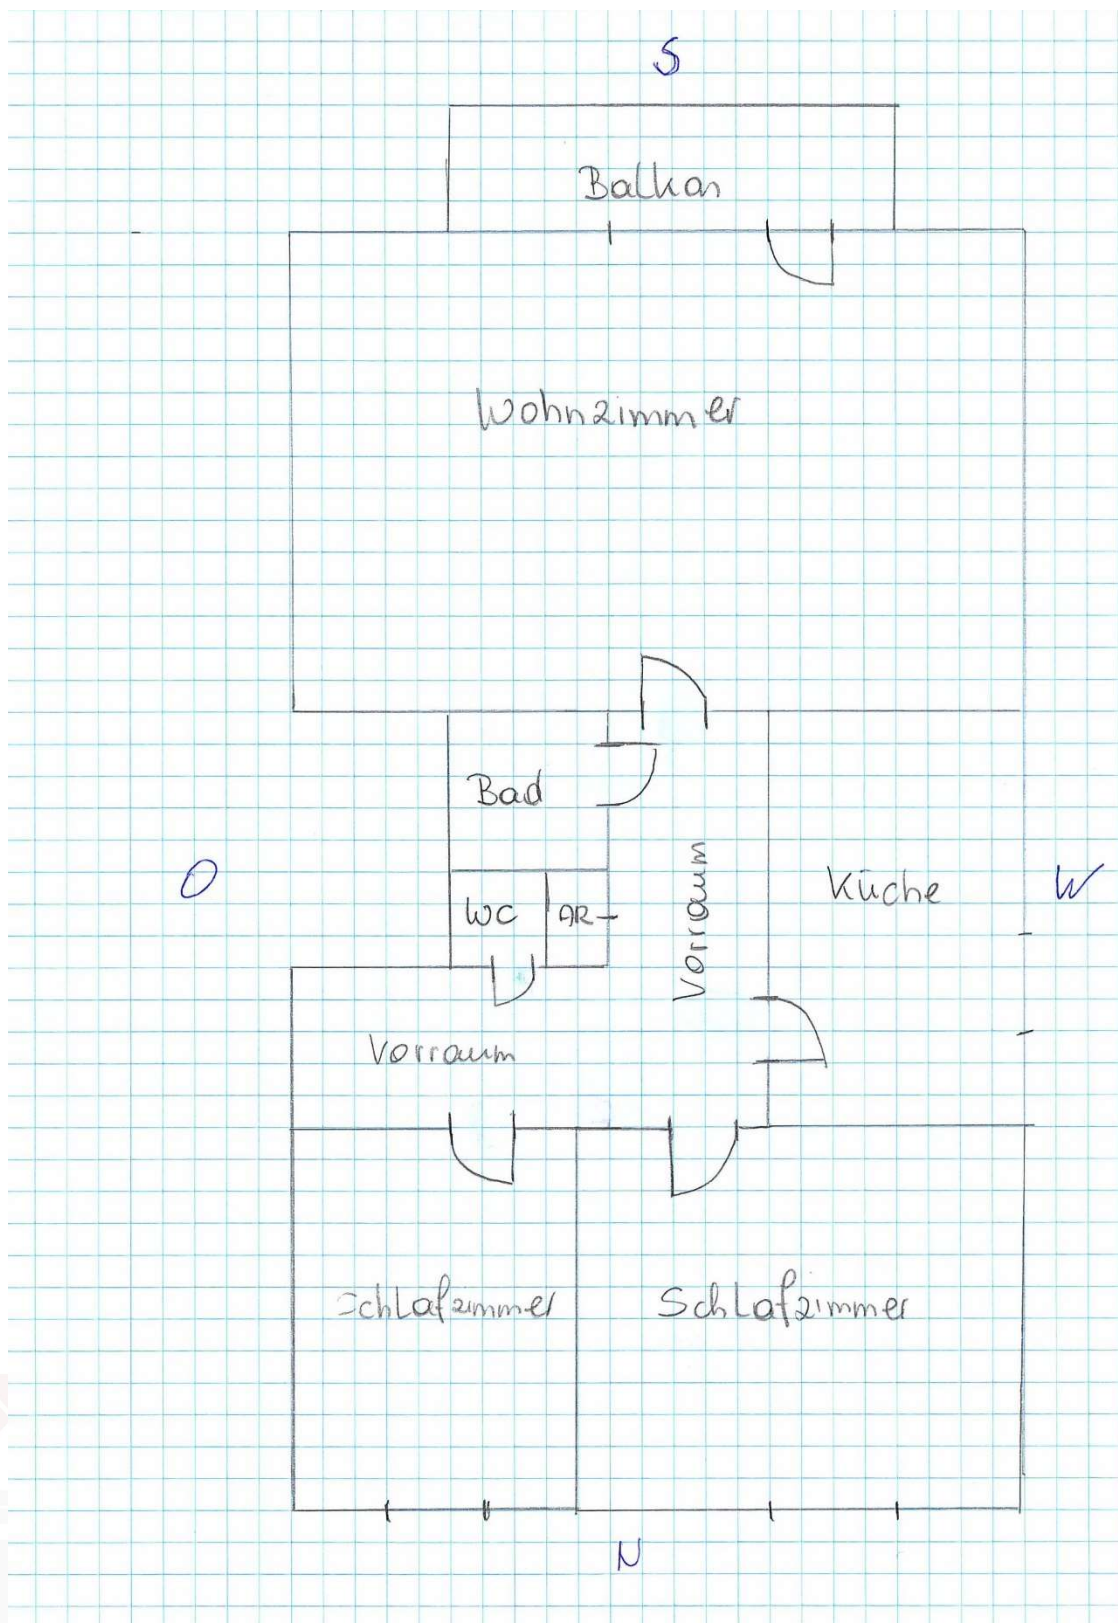 S
Balkon
Wohnzimmer
Bad
O
WC
AR
Vorraum
Küche
W
Vorraum
Schlafzimmer
Schlafzimmer
N